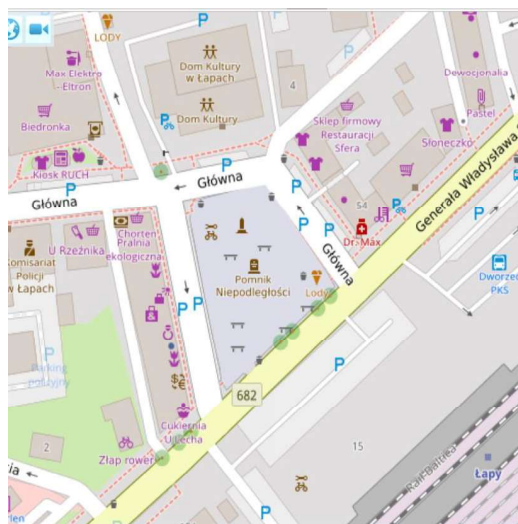 LODY
Max Elektro
-Eltron
Dom Kultury
w Łapach
4
Dewocjonalia
Biedronka
Dom Kultury
Sklep firmowy
Restauracji
Sfera
Pastel
Słoneczko
Kiosk RUCH
Główna
Generała Władysława
Główna
54
Chorten
Pralnia
ekologiczna
U Rzeźnika
Dr. Max
Komisariat
Policji
w Łapach
Główna
Dworzec
PKS
Pomnik
Niepodległości
Lody
Parking
policyjny
682
Cukiernia
U Lecha
2
Złap rower
15
Rail Baltica
Łapy